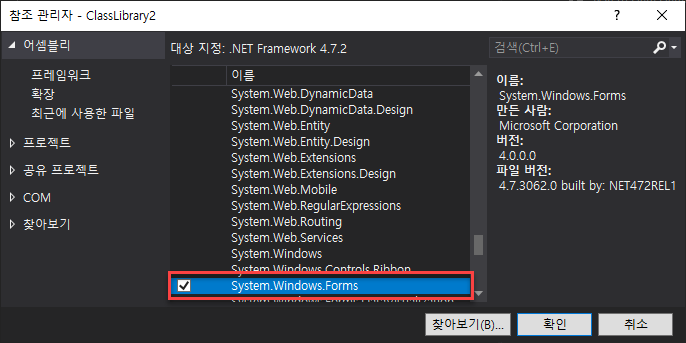 참조 관리자 - ClassLibrary2
어셈블리
프레임워크
확장
최근에 사용한 파일
프로젝트
공유 프로젝트
COM
찾아보기
대상 지정: .NET Framework 4.7.2
이름
System.Web.DynamicData
System.Web.DynamicData.Design
System.Web.Entity
System.Web.Entity.Design
System.Web.Extensions
System.Web.Extensions.Design
System.Web.Mobile
System.Web.RegularExpressions
System.Web.Routing
System.Web.Services
System.Windows
System.Windows.Controls.Ribbon
System.Windows.Forms
검색(Ctrl+E)
이름:
System.Windows.Forms
만든 사람:
Microsoft Corporation
버전:
4.0.0.0
파일 버전:
4.7.3062.0 built by: NET472REL1
찾아보기(B)...
확인
취소